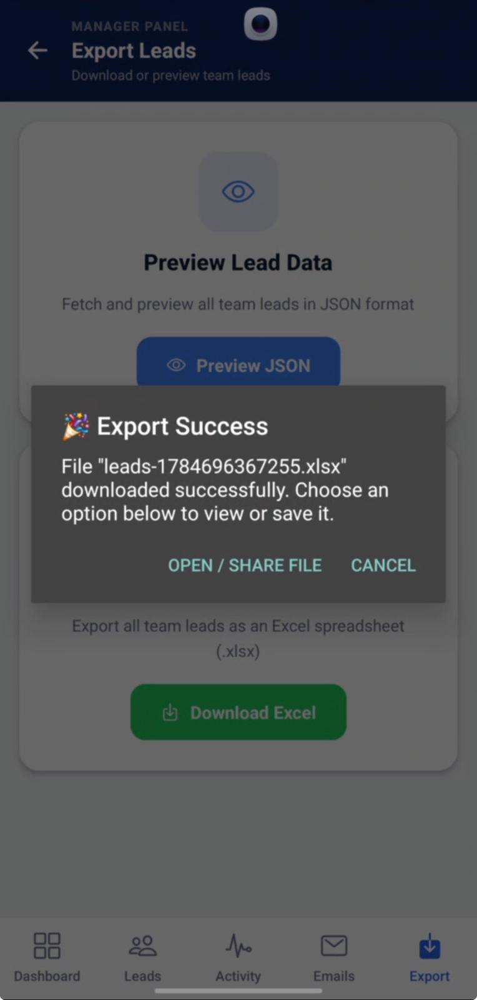 MANAGER PANEL
Export Leads
Download or preview team leads
Preview Lead Data
Fetch and preview all team leads in JSON format
Preview JSON
🎉 Export Success
File "leads-1784696367255.xlsx"
downloaded successfully. Choose an
option below to view or save it.
OPEN / SHARE FILE CANCEL
Export all team leads as an Excel spreadsheet
(.xlsx)
Download Excel
Dashboard Leads Activity Emails Export